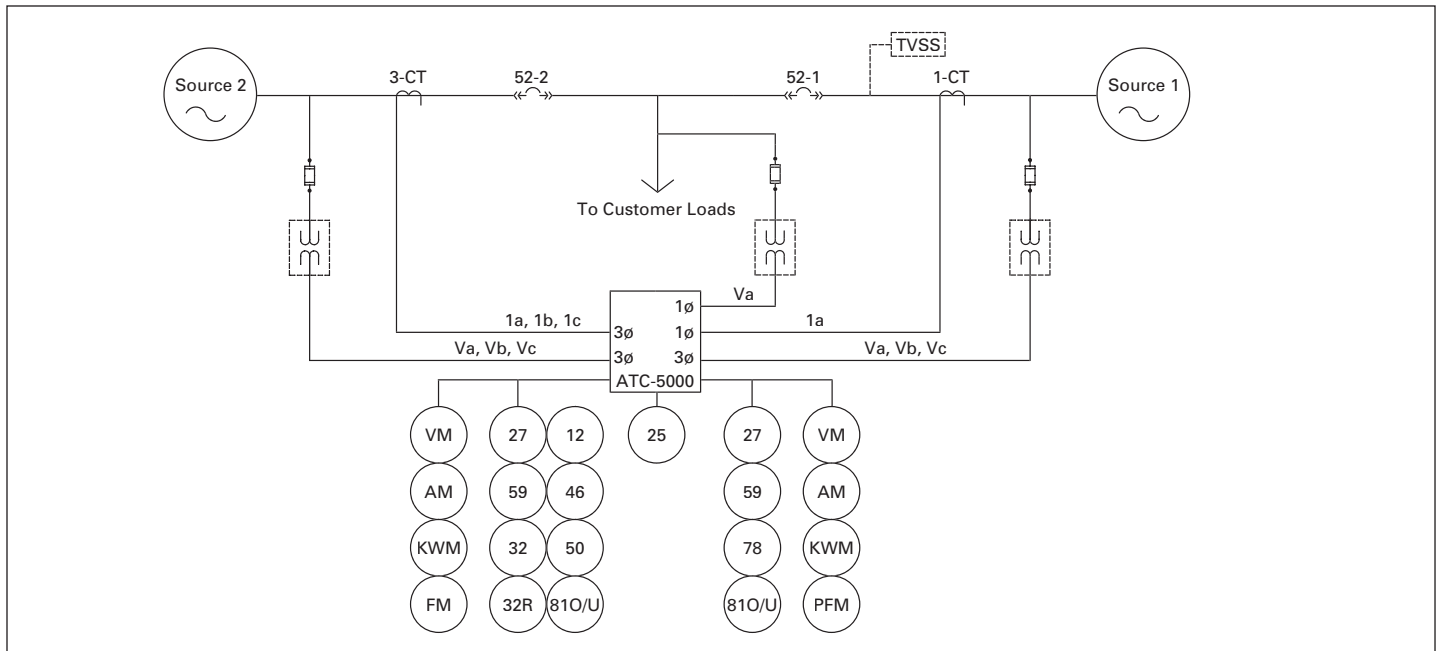 TVSS
Source 2
3-CT
52-2
52-1
1-CT
Source 1
To Customer Loads
Va
1ø
1a, 1b, 1c
3ø
1ø
1a
Va, Vb, Vc
3ø
3ø
Va, Vb, Vc
ATC-5000
VM
27
12
25
27
VM
AM
59
46
59
AM
KWM
32
50
78
KWM
FM
32R
81O/U
81O/U
PFM